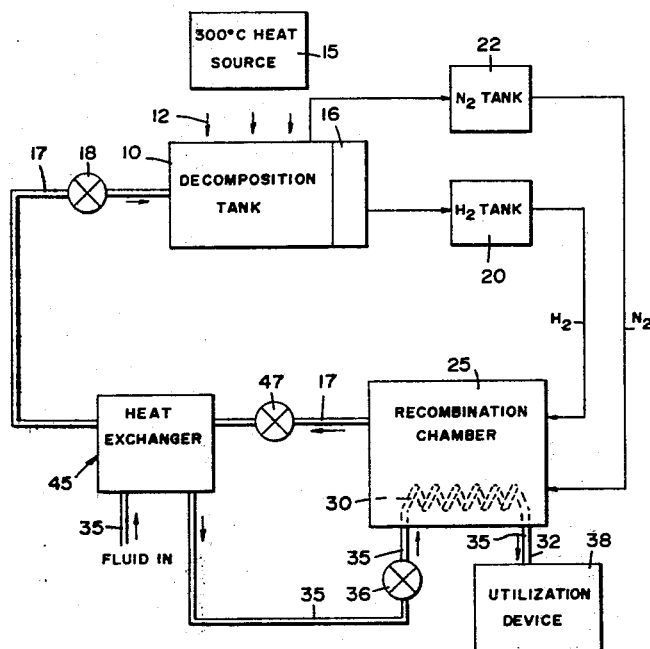 300°C HEAT
SOURCE
15
22
N2 TANK
12
16
10
17
18
DECOMPOSITION
TANK
H2 TANK
20
H2
N2
25
47
17
HEAT
EXCHANGER
RECOMBINATION
CHAMBER
45
30
35
FLUID IN
35
35
32
38
36
35
UTILIZATION
DEVICE